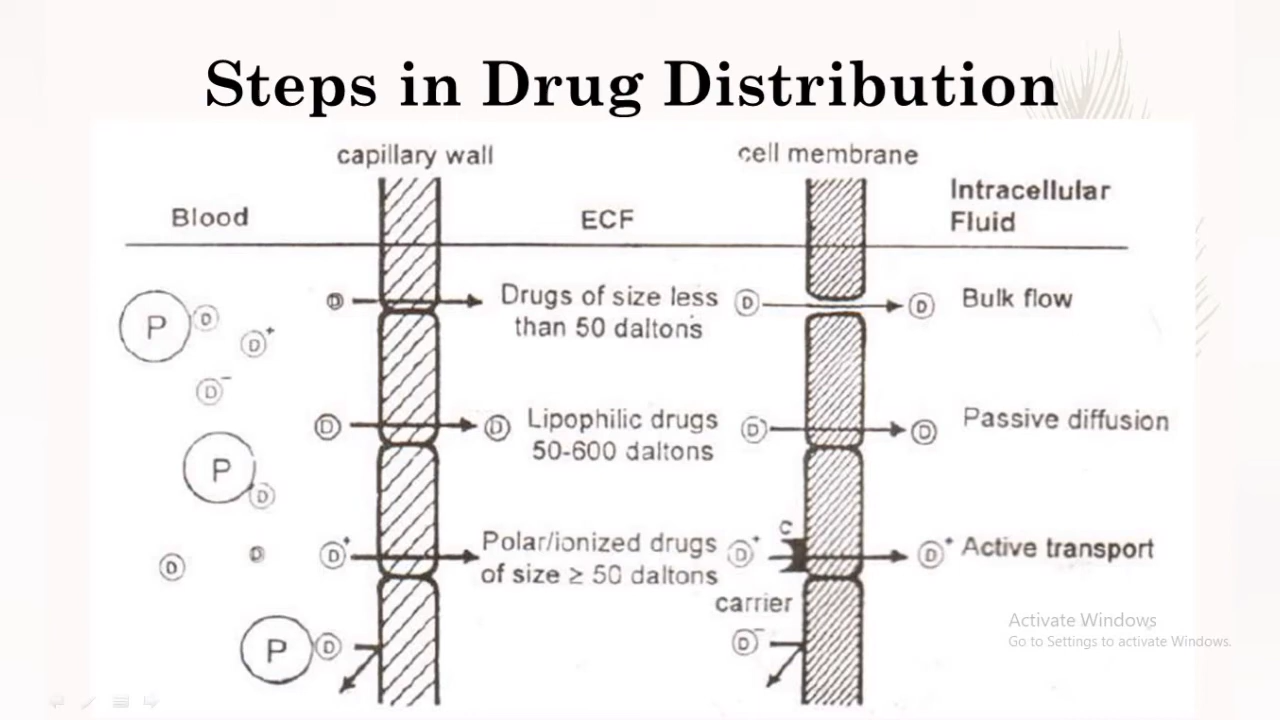 Steps in Drug Distribution
capillary wall
cell membrane
Blood
ECF
Intracellular
Fluid
D
Drugs of size less
than 50 daltons
D
D
Bulk flow
P
D
D+
D-
D
D
Lipophilic drugs
50-600 daltons
D
D
Passive diffusion
P
D
D
D
D+
Polar/ionized drugs
of size ≥ 50 daltons
C
D+
D+
Active transport
carrier
P
D
D-
Activate Windows
Go to Settings to activate Windows.